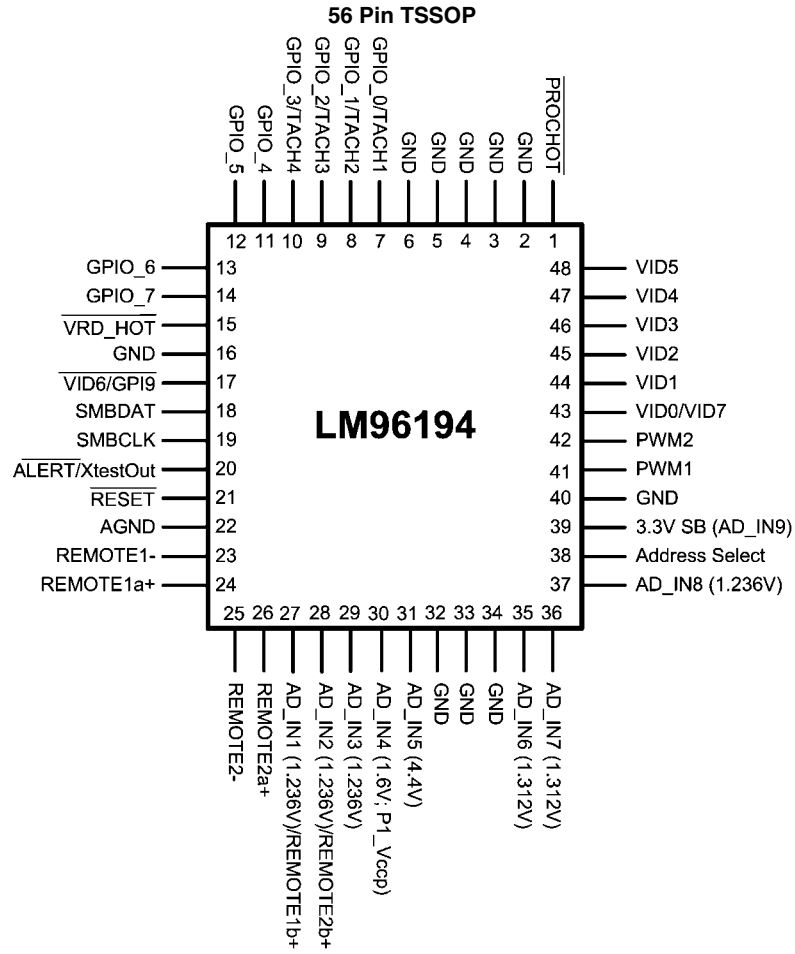 56 Pin TSSOP
GPIO_5
GPIO_4
GPIO_3/TACH4
GPIO_2/TACH3
GPIO_1/TACH2
GPIO_0/TACH1
GND
GND
GND
GND
GND
PROCHOT
12 11 10 9 8 7 6 5 4 3 2 1
GPIO_6 13
GPIO_7 14
VRD_HOT 15
GND 16
VID6/GPI9 17
SMBDAT 18
SMBCLK 19
ALERT/XtestOut 20
RESET 21
AGND 22
REMOTE1- 23
REMOTE1a+ 24
LM96194
48 VID5
47 VID4
46 VID3
45 VID2
44 VID1
43 VID0/VID7
42 PWM2
41 PWM1
40 GND
39 3.3V SB (AD_IN9)
38 Address Select
37 AD_IN8 (1.236V)
25 26 27 28 29 30 31 32 33 34 35 36
REMOTE2-
REMOTE2a+
AD_IN1 (1.236V)/REMOTE1b+
AD_IN2 (1.236V)/REMOTE2b+
AD_IN3 (1.236V)
AD_IN4 (1.6V; P1_Vccp)
AD_IN5 (4.4V)
GND
GND
GND
AD_IN6 (1.312V)
AD_IN7 (1.312V)